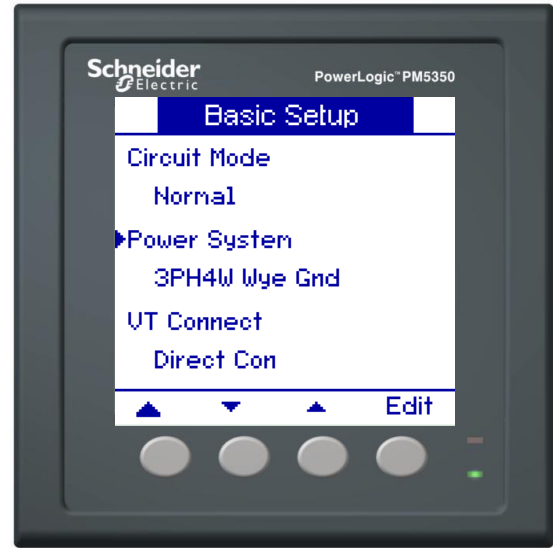 Schneider
Electric
PowerLogic™ PM5350
Basic Setup
Circuit Mode
Normal
Power System
3PH4W Wye Gnd
VT Connect
Direct Con
Edit